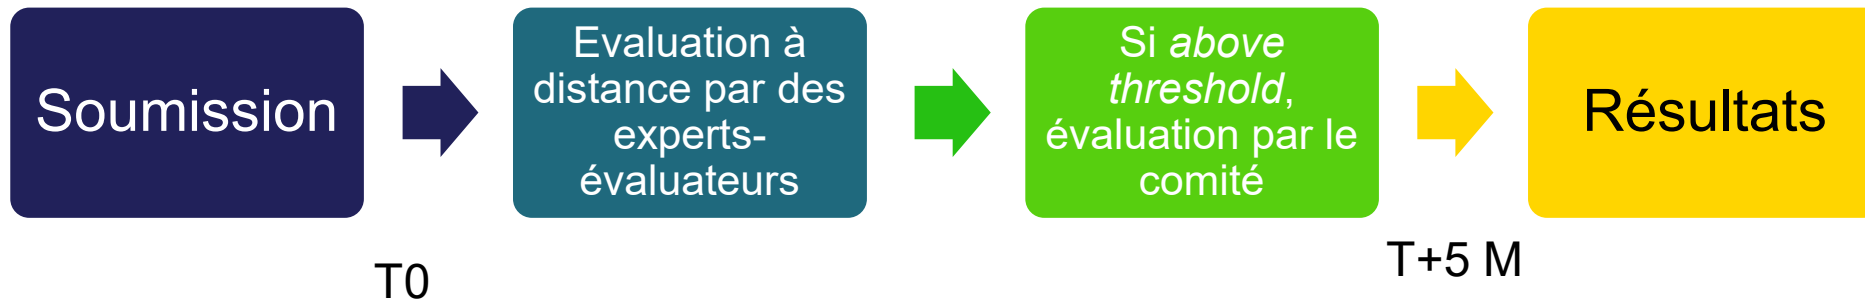 Soumission
Evaluation à
distance par des
experts-
évaluateurs
Si above
threshold,
évaluation par le
comité
Résultats
T0
T+5 M